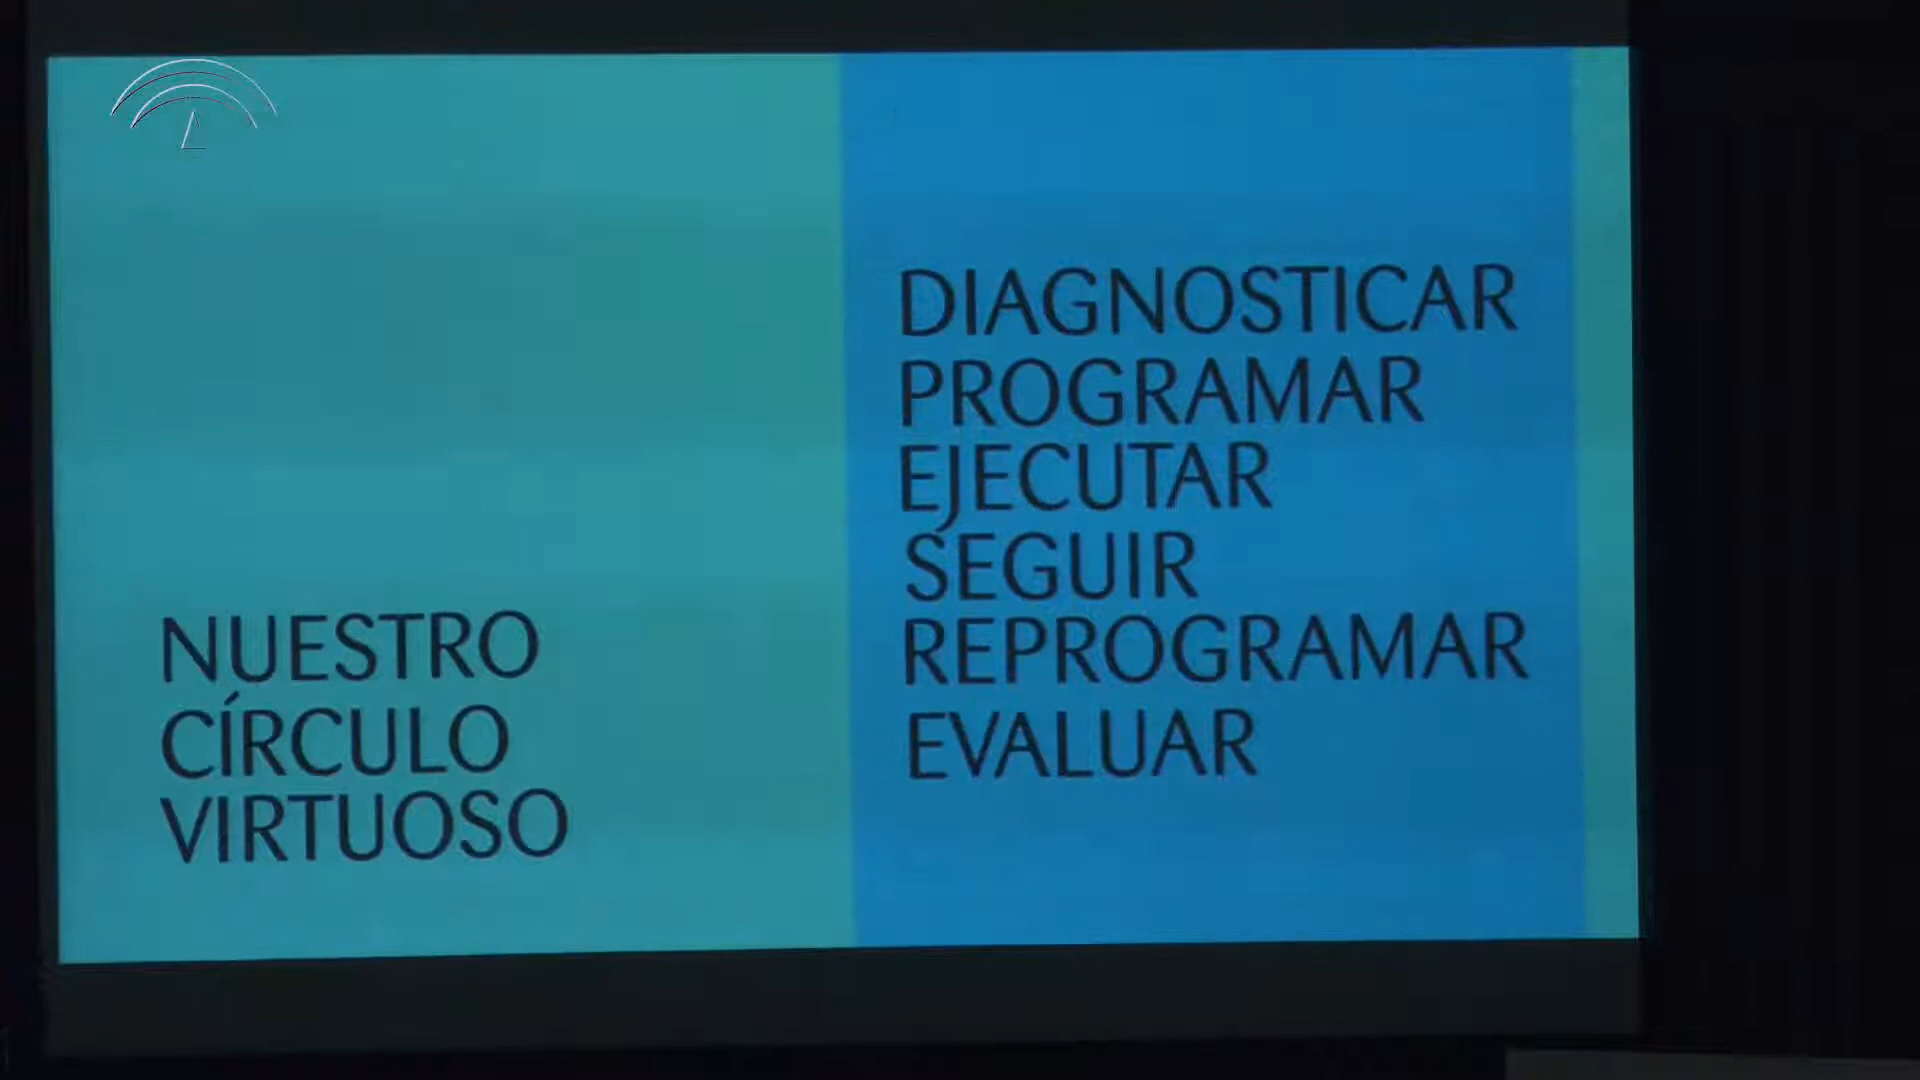 NUESTRO
CÍRCULO
VIRTUOSO
DIAGNOSTICAR
PROGRAMAR
EJECUTAR
SEGUIR
REPROGRAMAR
EVALUAR